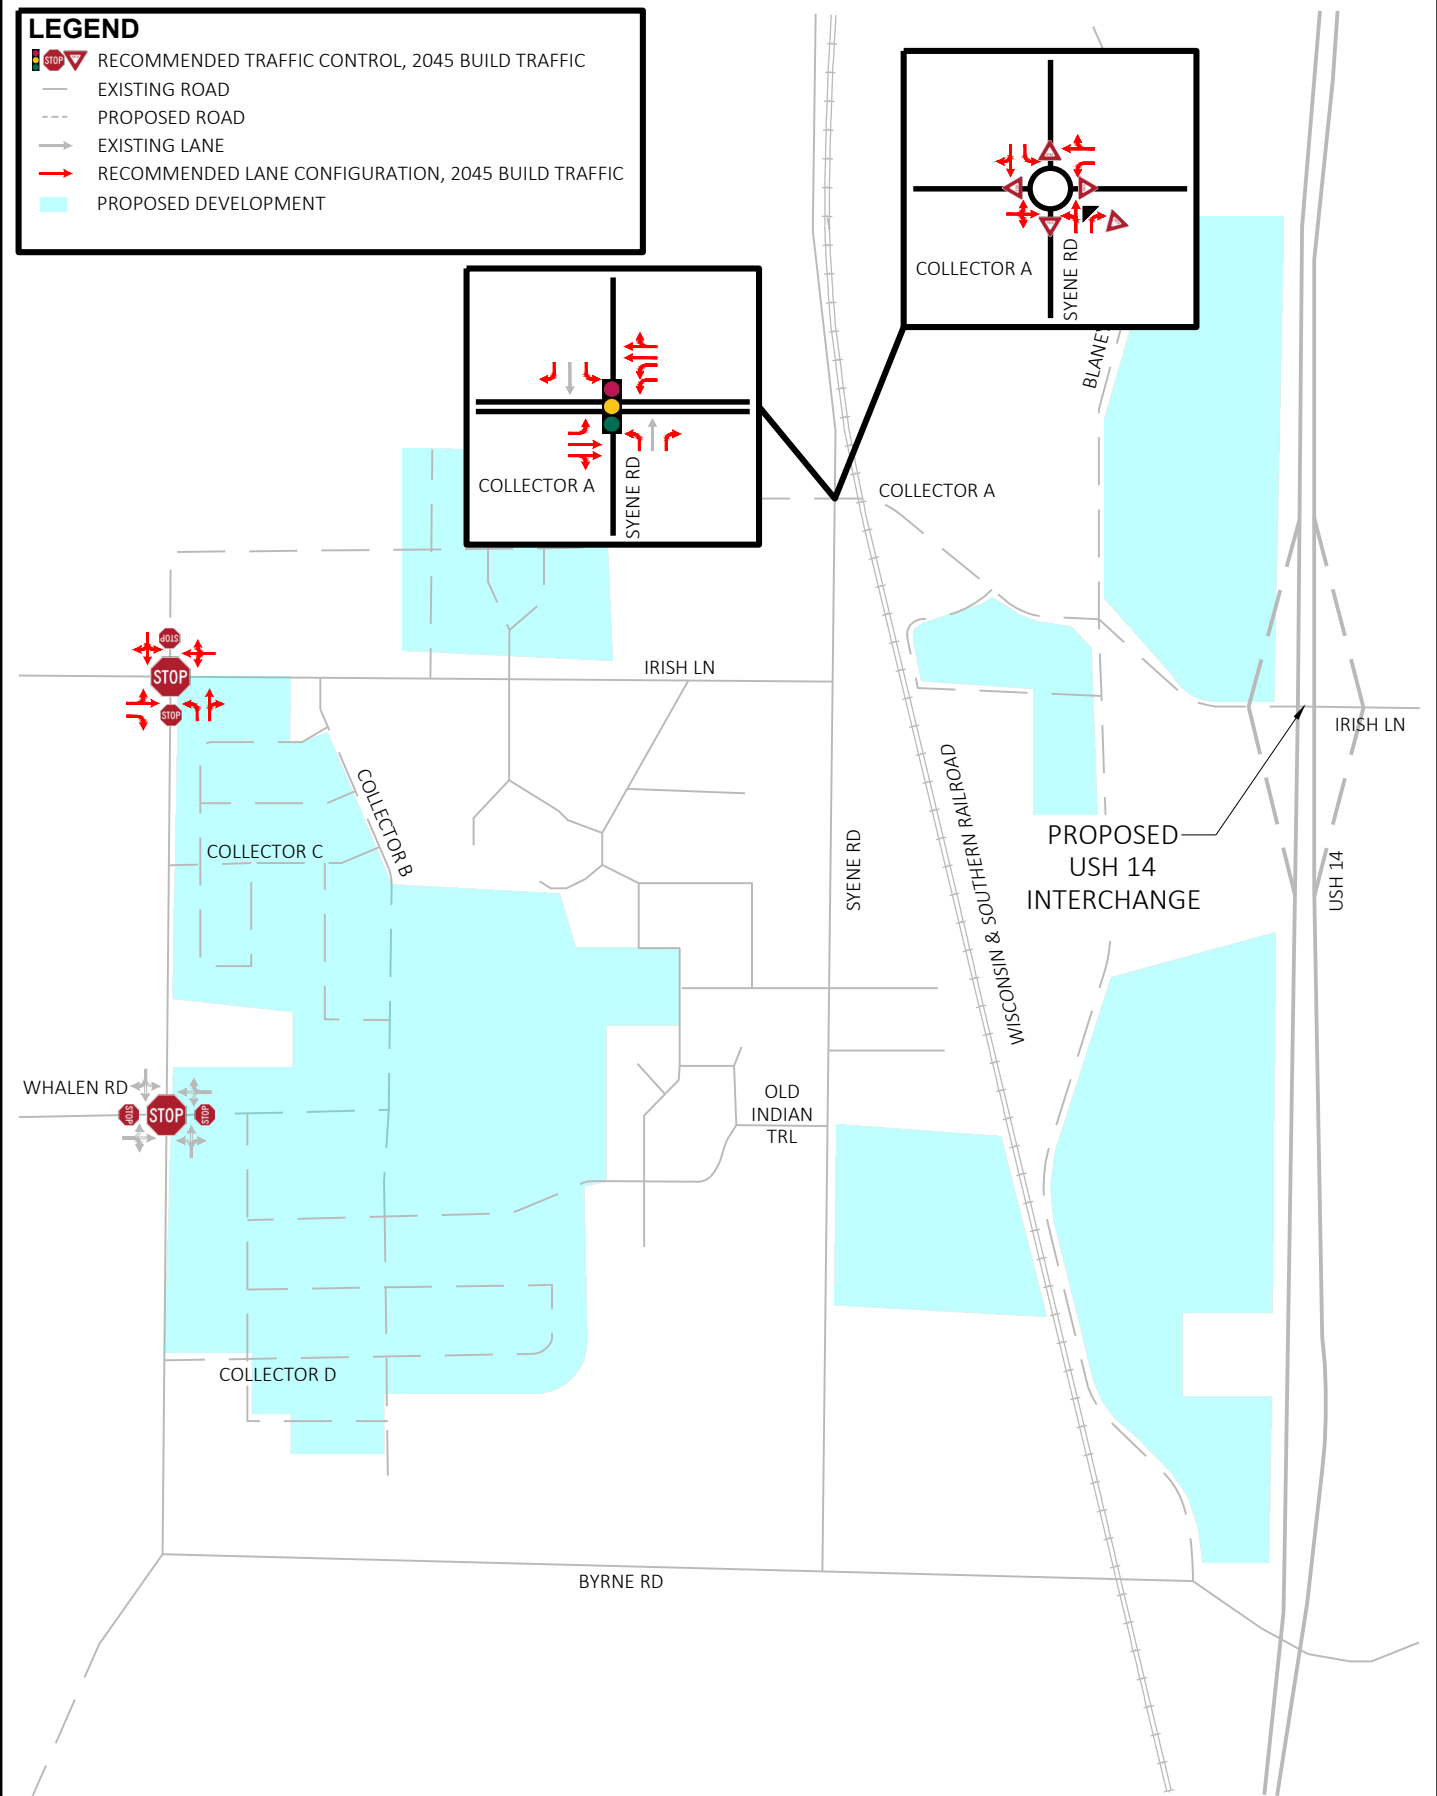 LEGEND
STOP
RECOMMENDED TRAFFIC CONTROL, 2045 BUILD TRAFFIC
EXISTING ROAD
PROPOSED ROAD
EXISTING LANE
RECOMMENDED LANE CONFIGURATION, 2045 BUILD TRAFFIC
PROPOSED DEVELOPMENT
COLLECTOR A
SYENE RD
BLANEY
COLLECTOR A
SYENE RD
COLLECTOR A
STOP
STOP
STOP
IRISH LN
IRISH LN
COLLECTOR B
COLLECTOR C
SYENE RD
WISCONSIN & SOUTHERN RAILROAD
PROPOSED
USH 14
INTERCHANGE
USH 14
WHALEN RD
STOP
STOP
STOP
OLD
INDIAN
TRL
COLLECTOR D
BYRNE RD